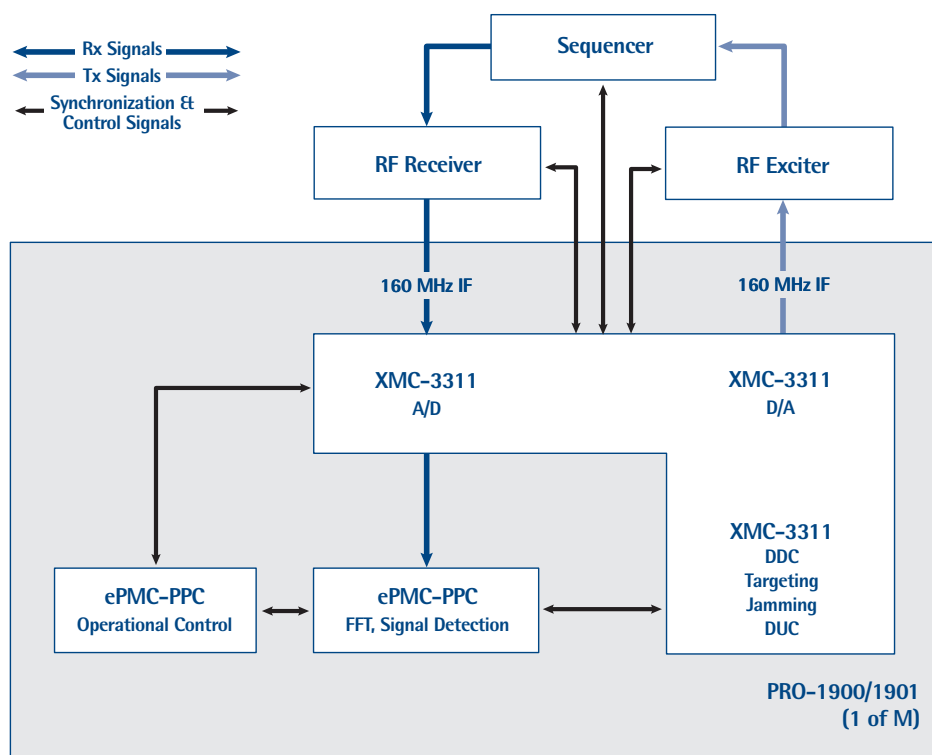 Rx Signals
Tx Signals
Synchronization &
Control Signals
Sequencer
RF Receiver
RF Exciter
160 MHz IF
160 MHz IF
XMC-3311
A/D
XMC-3311
D/A
XMC-3311
DDC
Targeting
Jamming
DUC
ePMC-PPC
Operational Control
ePMC-PPC
FFT, Signal Detection
PRO-1900/1901
(1 of M)